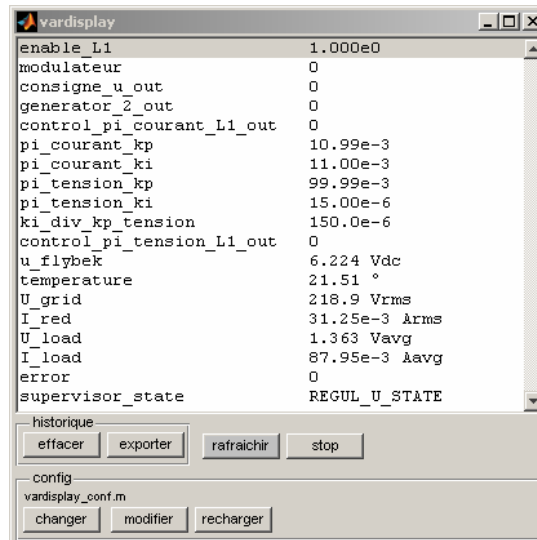 vardisplay
enable_L1 1.000e0
modulateur 0
consigne_u_out 0
generator_2_out 0
control_pi_courant_L1_out 0
pi_courant_kp 10.99e-3
pi_courant_ki 11.00e-3
pi_tension_kp 99.99e-3
pi_tension_ki 15.00e-6
ki_div_kp_tension 150.0e-6
control_pi_tension_L1_out 0
u_flybek 6.224 Vdc
temperature 21.51 °
U_grid 218.9 Vrms
I_red 31.25e-3 Arms
U_load 1.363 Vavg
I_load 87.95e-3 Aavg
error 0
supervisor_state REGUL_U_STATE
historique
effacer exporter rafraichir stop
config
vardisplay_conf.m
changer modifier recharger